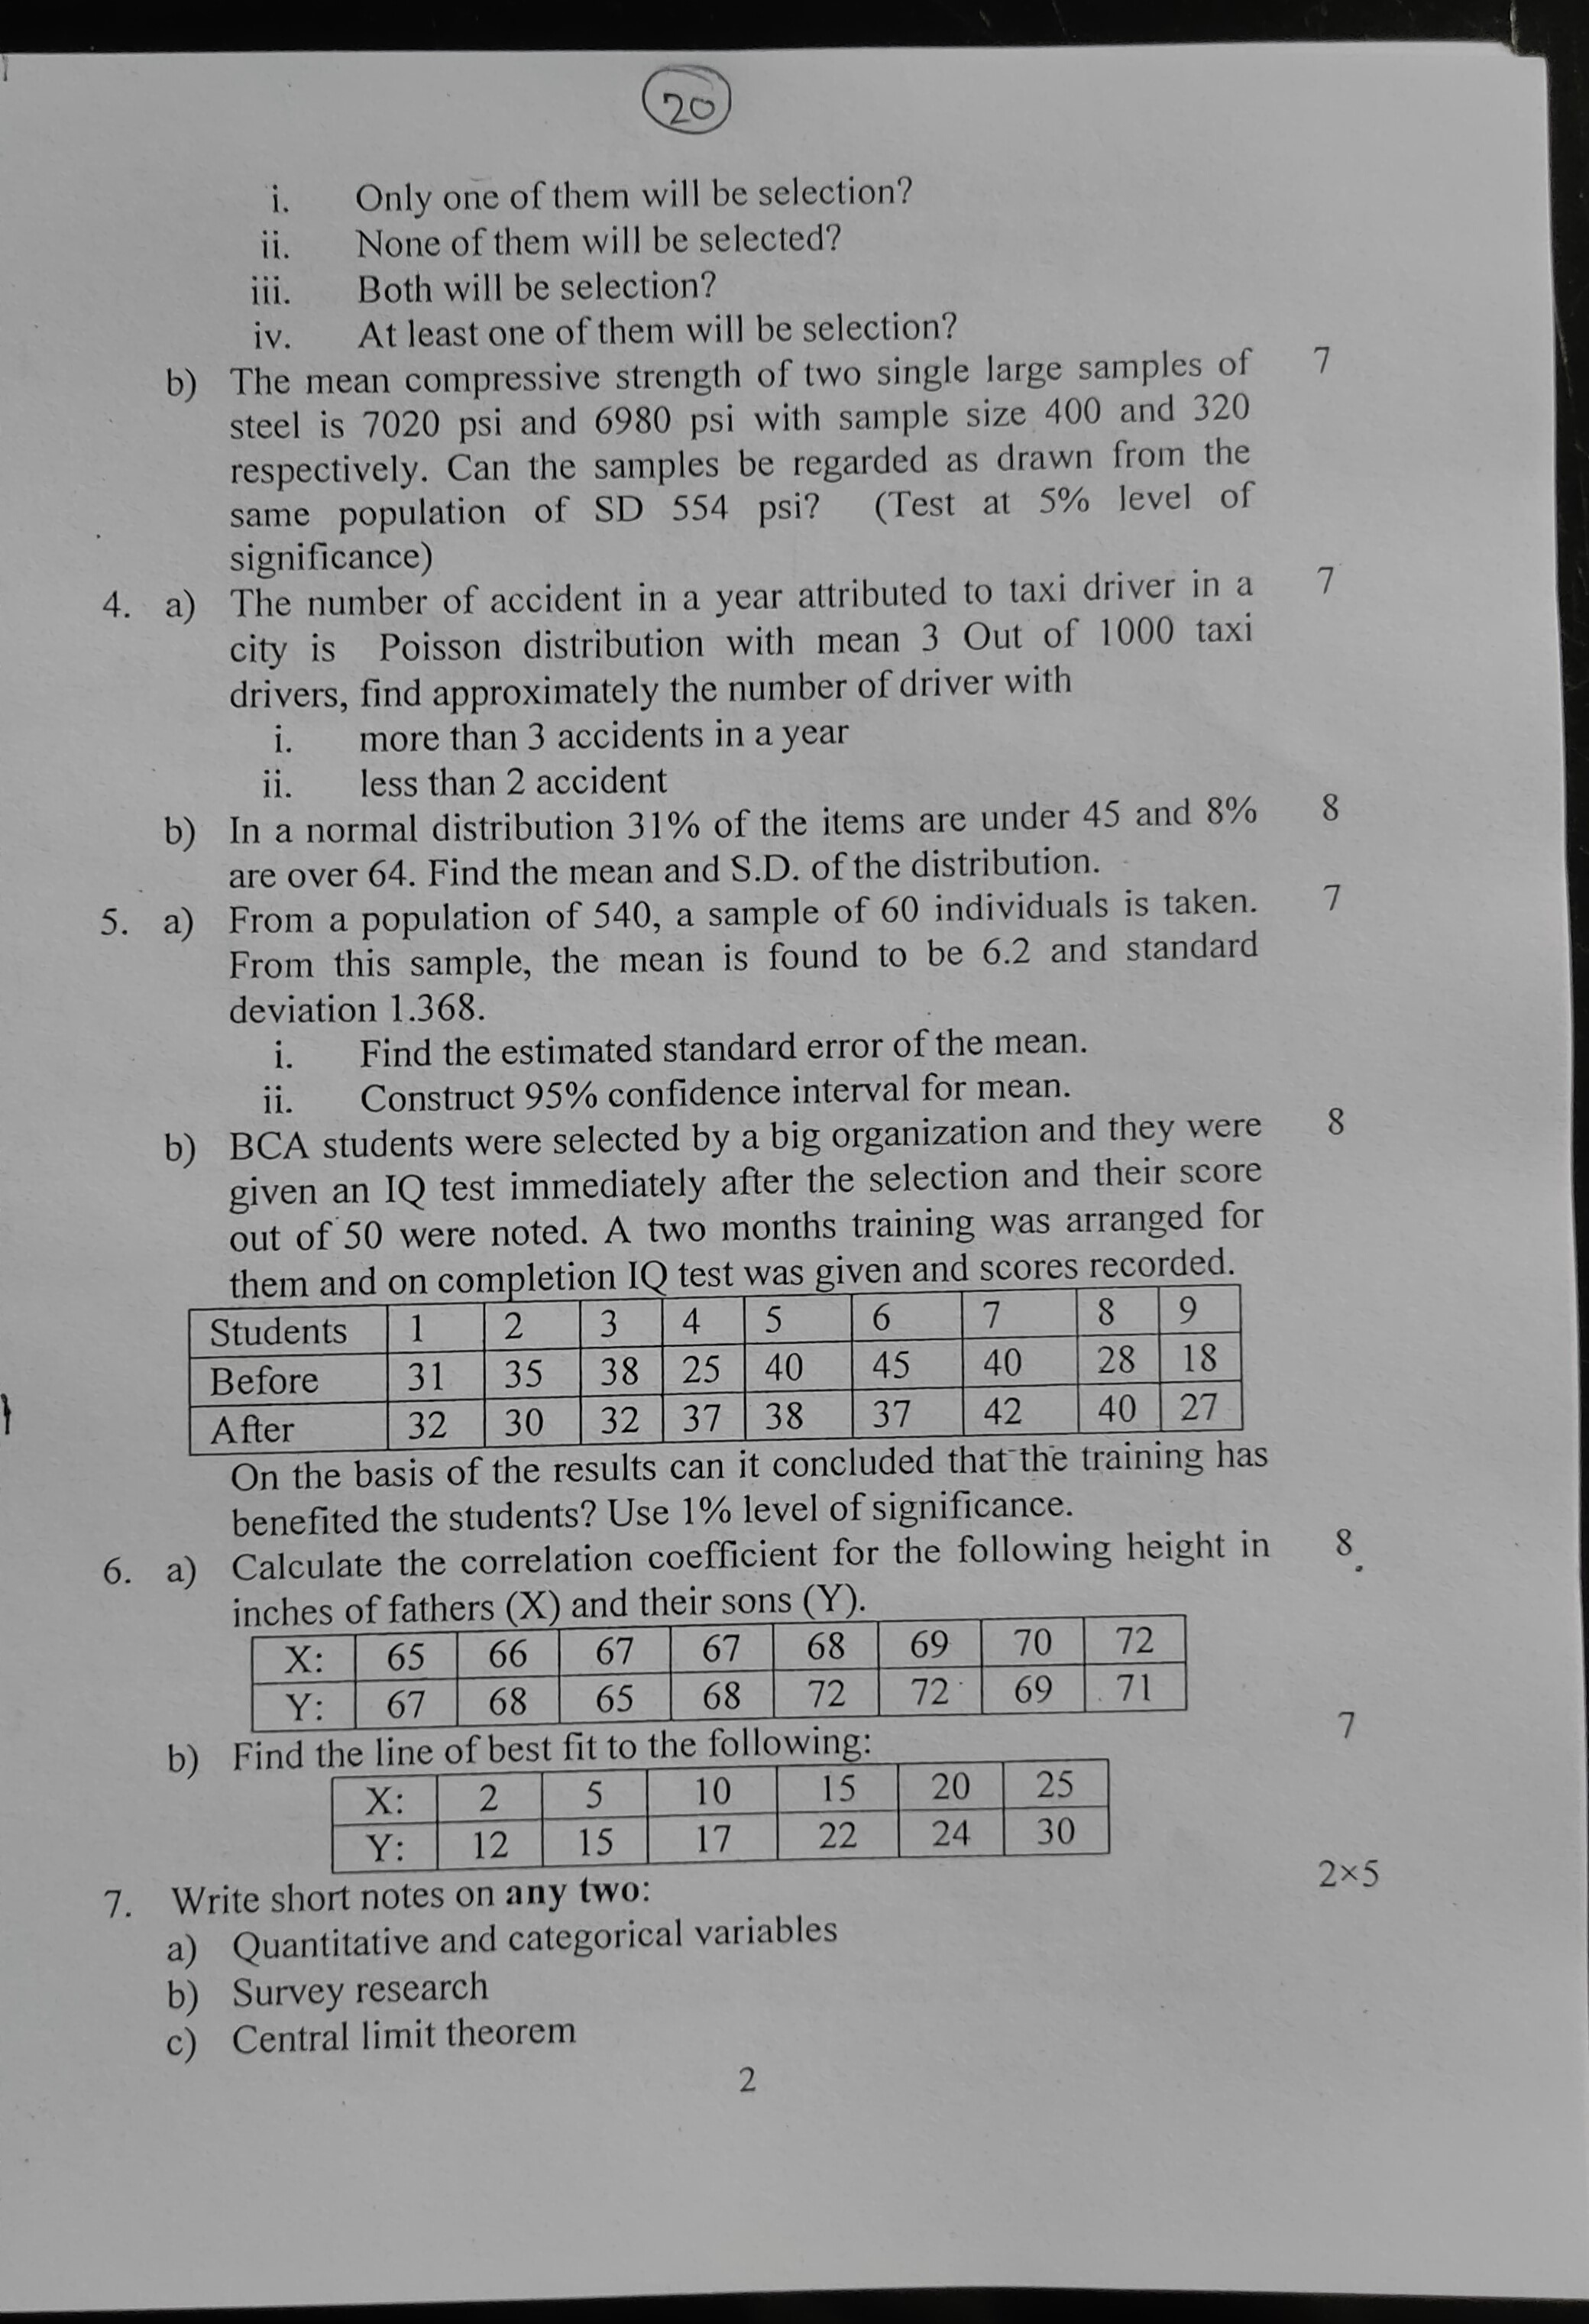 20
i. Only one of them will be selection?
ii. None of them will be selected?
iii. Both will be selection?
iv. At least one of them will be selection?
b) The mean compressive strength of two single large samples of 7
steel is 7020 psi and 6980 psi with sample size 400 and 320
respectively. Can the samples be regarded as drawn from the
same population of SD 554 psi? (Test at 5% level of
significance)
4. a) The number of accident in a year attributed to taxi driver in a 7
city is Poisson distribution with mean 3 Out of 1000 taxi
drivers, find approximately the number of driver with
i. more than 3 accidents in a year
ii. less than 2 accident
b) In a normal distribution 31% of the items are under 45 and 8% 8
are over 64. Find the mean and S.D. of the distribution.
5. a) From a population of 540, a sample of 60 individuals is taken. 7
From this sample, the mean is found to be 6.2 and standard
deviation 1.368.
i. Find the estimated standard error of the mean.
ii. Construct 95% confidence interval for mean.
b) BCA students were selected by a big organization and they were 8
given an IQ test immediately after the selection and their score
out of 50 were noted. A two months training was arranged for
them and on completion IQ test was given and scores recorded.
Students 1 2 3 4 5 6 7 8 9
Before 31 35 38 25 40 45 40 28 18
After 32 30 32 37 38 37 42 40 27
On the basis of the results can it concluded that the training has
benefited the students? Use 1% level of significance.
6. a) Calculate the correlation coefficient for the following height in 8
inches of fathers (X) and their sons (Y).
X: 65 66 67 67 68 69 70 72
Y: 67 68 65 68 72 72 69 71
b) Find the line of best fit to the following: 7
X: 2 5 10 15 20 25
Y: 12 15 17 22 24 30
7. Write short notes on any two: 2×5
a) Quantitative and categorical variables
b) Survey research
c) Central limit theorem
2